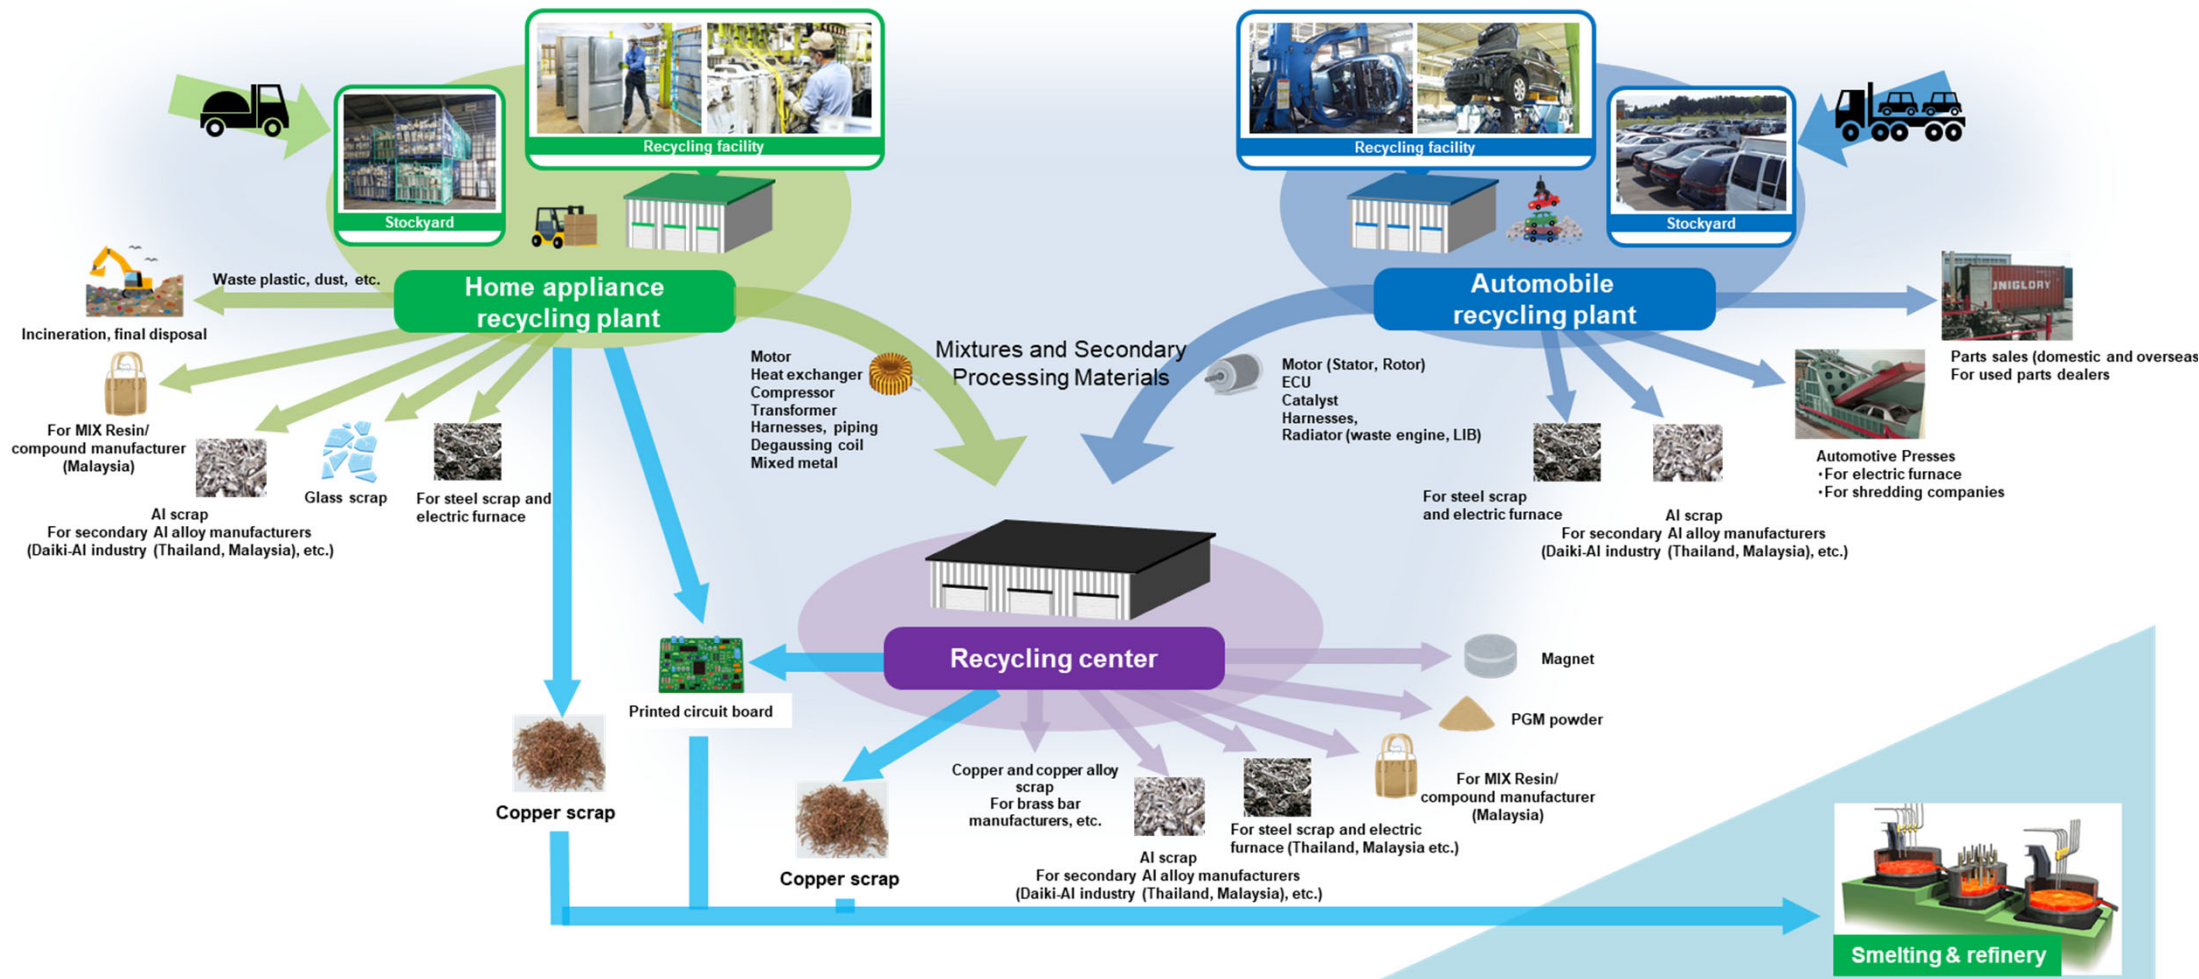 Recycling facility
Stockyard
Recycling facility
Stockyard
Home appliance
recycling plant
Automobile
recycling plant
Waste plastic, dust, etc.
Incineration, final disposal
For MIX Resin/
compound manufacturer
(Malaysia)
Al scrap
For secondary Al alloy manufacturers
(Daiki-Al industry (Thailand, Malaysia), etc.)
Glass scrap
For steel scrap and
electric furnace
Motor
Heat exchanger
Compressor
Transformer
Harnesses, piping
Degaussing coil
Mixed metal
Mixtures and Secondary
Processing Materials
Motor (Stator, Rotor)
ECU
Catalyst
Harnesses,
Radiator (waste engine, LIB)
UNIGLORY
Parts sales (domestic and overseas
For used parts dealers
Automotive Presses
・For electric furnace
・For shredding companies
For steel scrap
and electric furnace
Al scrap
For secondary Al alloy manufacturers
(Daiki-Al industry (Thailand, Malaysia), etc.)
Recycling center
Printed circuit board
Copper scrap
Copper scrap
Copper and copper alloy
scrap
For brass bar
manufacturers, etc.
Al scrap
For secondary Al alloy manufacturers
(Daiki-Al industry (Thailand, Malaysia), etc.)
For steel scrap and electric
furnace (Thailand, Malaysia etc.)
For MIX Resin/
compound manufacturer
(Malaysia)
PGM powder
Magnet
Smelting & refinery